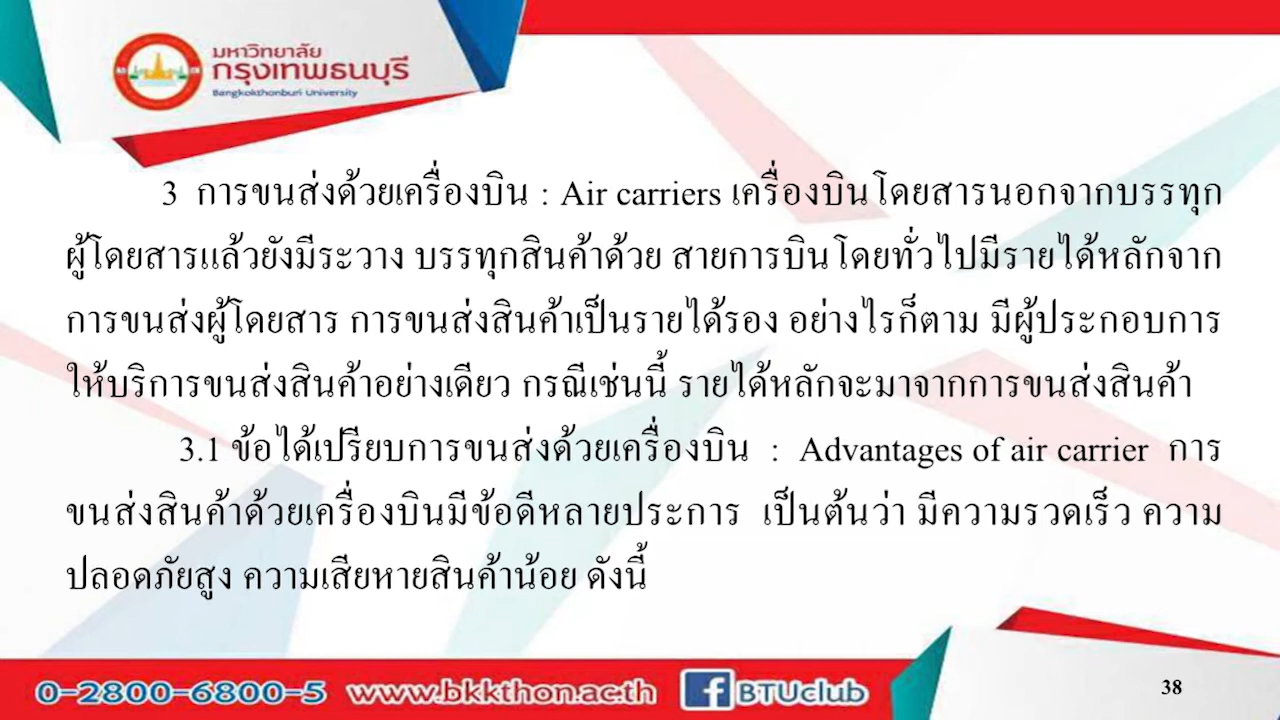 มหาวิทยาลัย
กรุงเทพธนบุรี
Bangkokthonburi University
3 การขนส่งด้วยเครื่องบิน : Air carriers เครื่องบินโดยสารนอกจากบรรทุก
ผู้โดยสารแล้วยังมีระวาง บรรทุกสินค้าด้วย สายการบินโดยทั่วไปมีรายได้หลักจาก
การขนส่งผู้โดยสาร การขนส่งสินค้าเป็นรายได้รอง อย่างไรก็ตาม มีผู้ประกอบการ
ให้บริการขนส่งสินค้าอย่างเดียว กรณีเช่นนี้ รายได้หลักจะมาจากการขนส่งสินค้า
3.1 ข้อได้เปรียบการขนส่งด้วยเครื่องบิน : Advantages of air carrier การ
ขนส่งสินค้าด้วยเครื่องบินมีข้อดีหลายประการ เป็นต้นว่า มีความรวดเร็ว ความ
ปลอดภัยสูง ความเสียหายสินค้าน้อย ดังนี้
0-2800-6800-5 www.bkkthon.ac.th f BTUclub
38